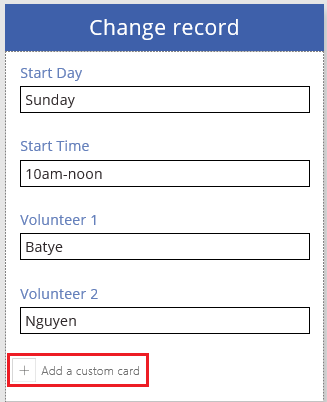 Change record
Start Day
Sunday
Start Time
10am-noon
Volunteer 1
Batye
Volunteer 2
Nguyen
+ Add a custom card